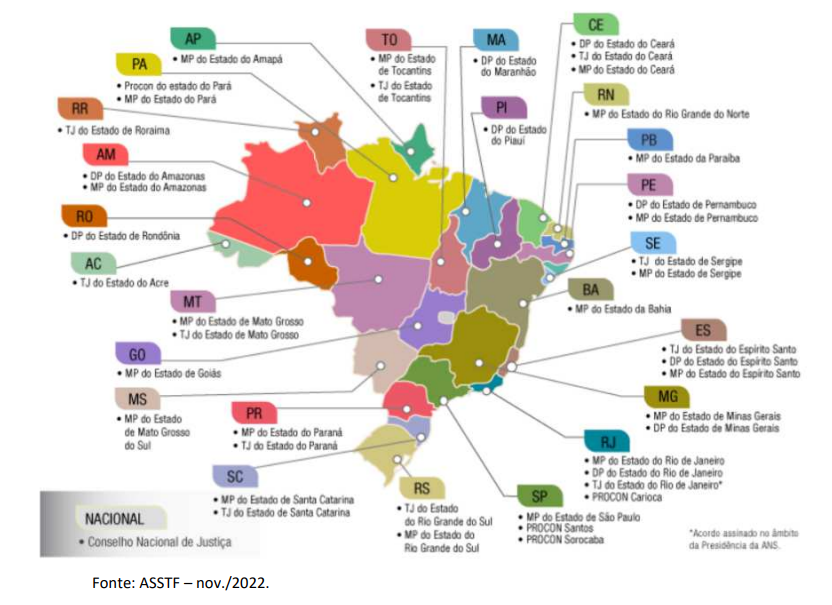 AP
• MP do Estado do Amapá
PA
• Procon do estado do Pará
• MP do Estado do Pará
RR
• TJ do Estado de Roraima
AM
• DP do Estado do Amazonas
• MP do Estado do Amazonas
RO
• DP do Estado de Rondônia
AC
• TJ do Estado do Acre
MT
• MP do Estado de Mato Grosso
• TJ do Estado de Mato Grosso
GO
• MP do Estado de Goiás
MS
• MP do Estado
de Mato Grosso
do Sul
PR
• MP do Estado do Paraná
• TJ do Estado do Paraná
SC
• MP do Estado de Santa Catarina
• TJ do Estado de Santa Catarina
RS
• TJ do Estado
do Rio Grande do Sul
• MP do Estado do
Rio Grande do Sul
TO
• MP do Estado
de Tocantins
• TJ do Estado
de Tocantins
MA
• DP do Estado
do Maranhão
PI
• DP do Estado
do Piauí
CE
• DP do Estado do Ceará
• TJ do Estado do Ceará
• MP do Estado do Ceará
RN
• MP do Estado do Rio Grande do Norte
PB
• MP do Estado da Paraíba
PE
• DP do Estado de Pernambuco
• MP do Estado de Pernambuco
SE
• TJ do Estado de Sergipe
• MP do Estado de Sergipe
BA
• MP do Estado da Bahia
ES
• TJ do Estado do Espírito Santo
• DP do Estado do Espírito Santo
• MP do Estado do Espírito Santo
MG
• MP do Estado de Minas Gerais
• DP do Estado de Minas Gerais
RJ
• MP do Estado do Rio de Janeiro
• DP do Estado do Rio de Janeiro
• TJ do Estado do Rio de Janeiro*
• PROCON Carioca
SP
• MP do Estado de São Paulo
• PROCON Santos
• PROCON Sorocaba
NACIONAL
• Conselho Nacional de Justiça
*Acordo assinado no âmbito
da Presidência da ANS.
Fonte: ASSTF – nov./2022.